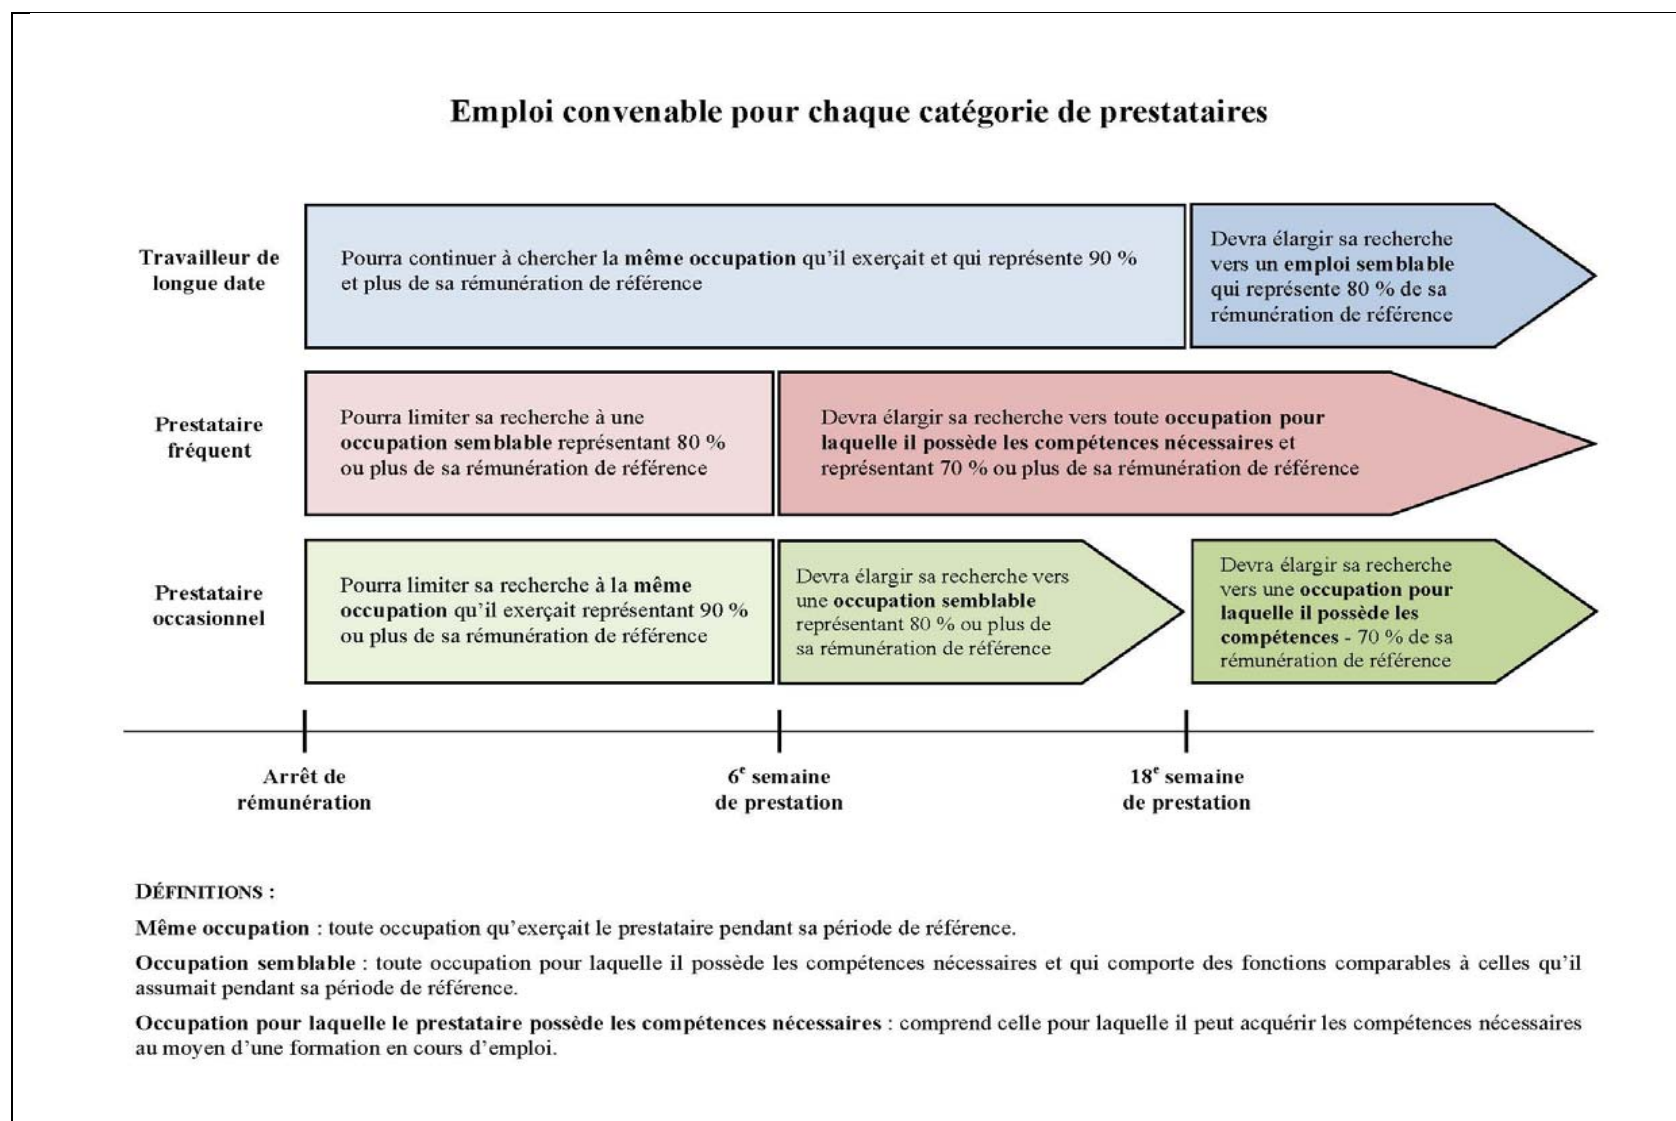 Emploi convenable pour chaque catégorie de prestataires
Travailleur de
longue date
Pourra continuer à chercher la même occupation qu'il exerçait et qui représente 90 %
et plus de sa rémunération de référence
Devra élargir sa recherche
vers un emploi semblable
qui représente 80 % de sa
rémunération de référence
Prestataire
fréquent
Pourra limiter sa recherche à une
occupation semblable représentant 80 %
ou plus de sa rémunération de référence
Devra élargir sa recherche vers toute occupation pour
laquelle il possède les compétences nécessaires et
représentant 70 % ou plus de sa rémunération de référence
Prestataire
occasionnel
Pourra limiter sa recherche à la même
occupation qu'il exerçait représentant 90 %
ou plus de sa rémunération de référence
Devra élargir sa recherche vers
une occupation semblable
représentant 80 % ou plus de
sa rémunération de référence
Devra élargir sa recherche
vers une occupation pour
laquelle il possède les
compétences - 70 % de sa
rémunération de référence
Arrêt de
rémunération
6e semaine
de prestation
18e semaine
de prestation
DÉFINITIONS :
Même occupation : toute occupation qu'exerçait le prestataire pendant sa période de référence.
Occupation semblable : toute occupation pour laquelle il possède les compétences nécessaires et qui comporte des fonctions comparables à celles qu'il
assumait pendant sa période de référence.
Occupation pour laquelle le prestataire possède les compétences nécessaires : comprend celle pour laquelle il peut acquérir les compétences nécessaires
au moyen d'une formation en cours d'emploi.